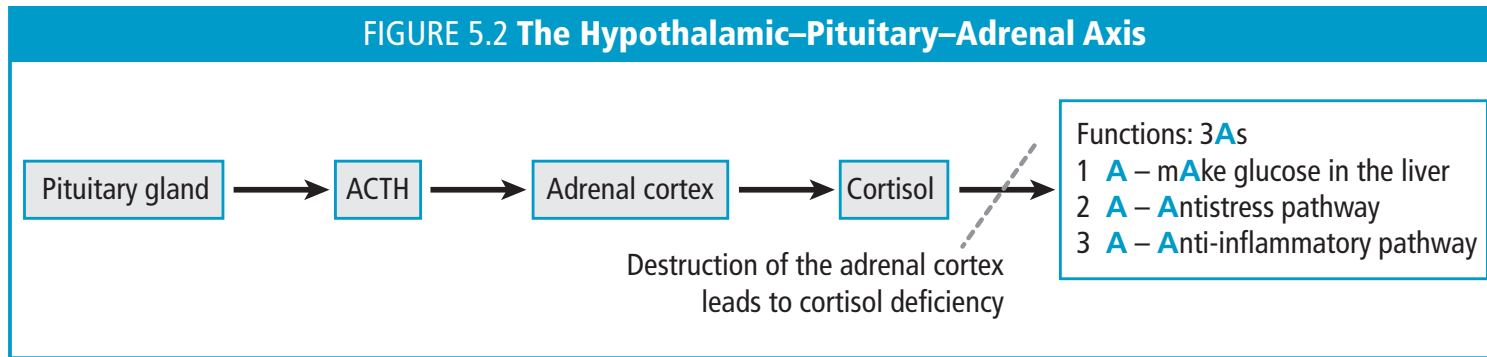 FIGURE 5.2 The Hypothalamic–Pituitary–Adrenal Axis
Pituitary gland
ACTH
Adrenal cortex
Cortisol
Functions: 3As
1 A – mAke glucose in the liver
2 A – Antistress pathway
3 A – Anti-inflammatory pathway
Destruction of the adrenal cortex
leads to cortisol deficiency